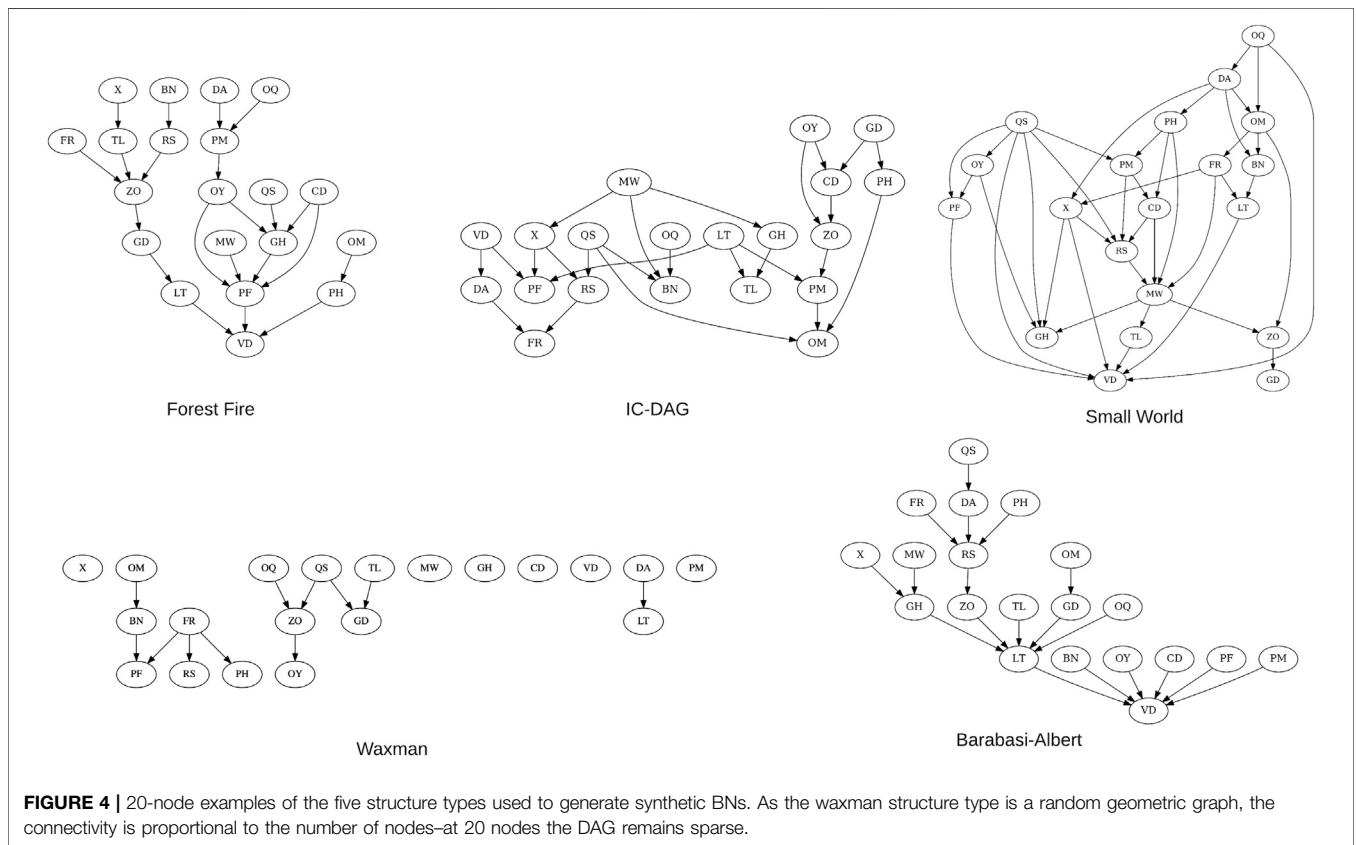 X BN DA OQ
FR TL RS PM
ZO OY QS CD
GD MW GH OM
LT PF PH
VD
Forest Fire
OY GD
MW CD PH
VD X QS OQ LT GH ZO
DA PF RS BN TL PM
FR OM
IC-DAG
OQ
DA
QS PH OM
OY PM FR BN
PF X CD LT
RS
MW
GH TL ZO
VD GD
Small World
X OM OQ QS TL MW GH CD VD DA PM
BN FR ZO GD LT
PF RS PH OY
Waxman
QS
FR DA PH
X MW RS OM
GH ZO TL GD OQ
LT BN OY CD PF PM
VD
Barabasi-Albert
FIGURE 4 | 20-node examples of the five structure types used to generate synthetic BNs. As the waxman structure type is a random geometric graph, the
connectivity is proportional to the number of nodes–at 20 nodes the DAG remains sparse.